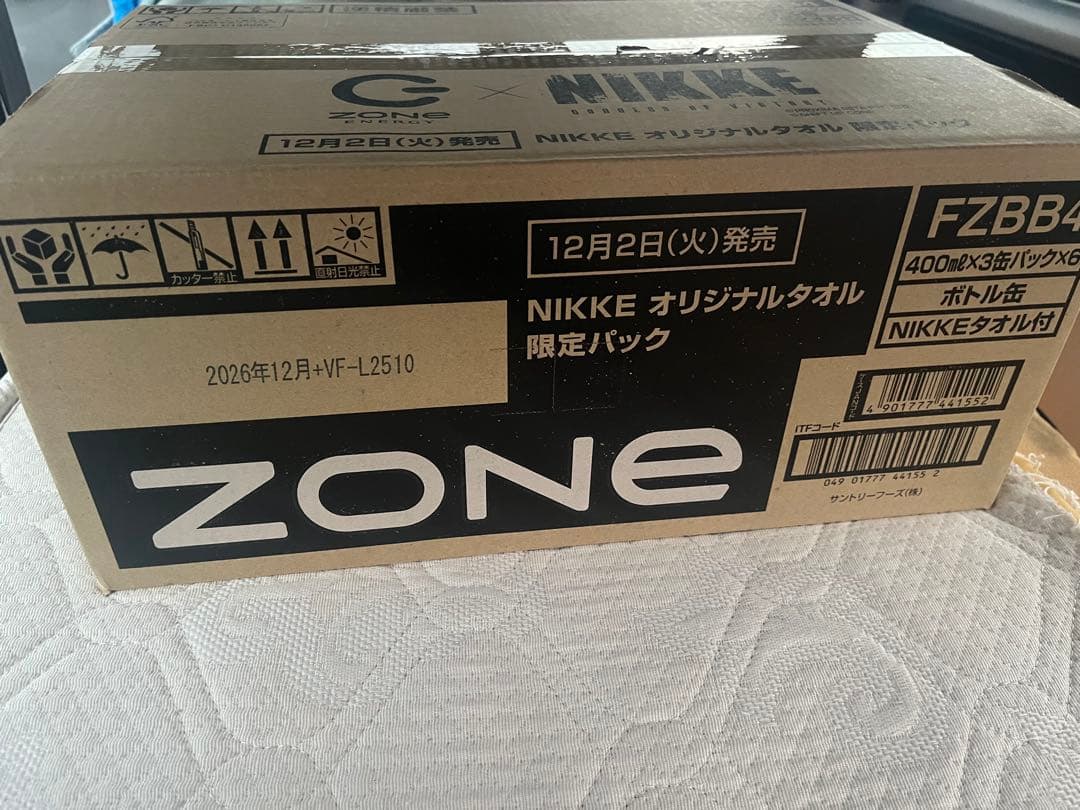 ZONE
ENERGY
×
NIKKE
GODDESS OF VICTORY
12月2日(火)発売
NIKKE オリジナルタオル 限定パック
カッター禁止
直射日光禁止
12月2日(火)発売
NIKKE オリジナルタオル
限定パック
FZBB4
400mℓ×3缶パック×6
ボトル缶
NIKKEタオル付
2026年12月+VF-L2510
4 901777 441552
ITFコード
049 01777 44155 2
サントリーフーズ(株)
ZONe